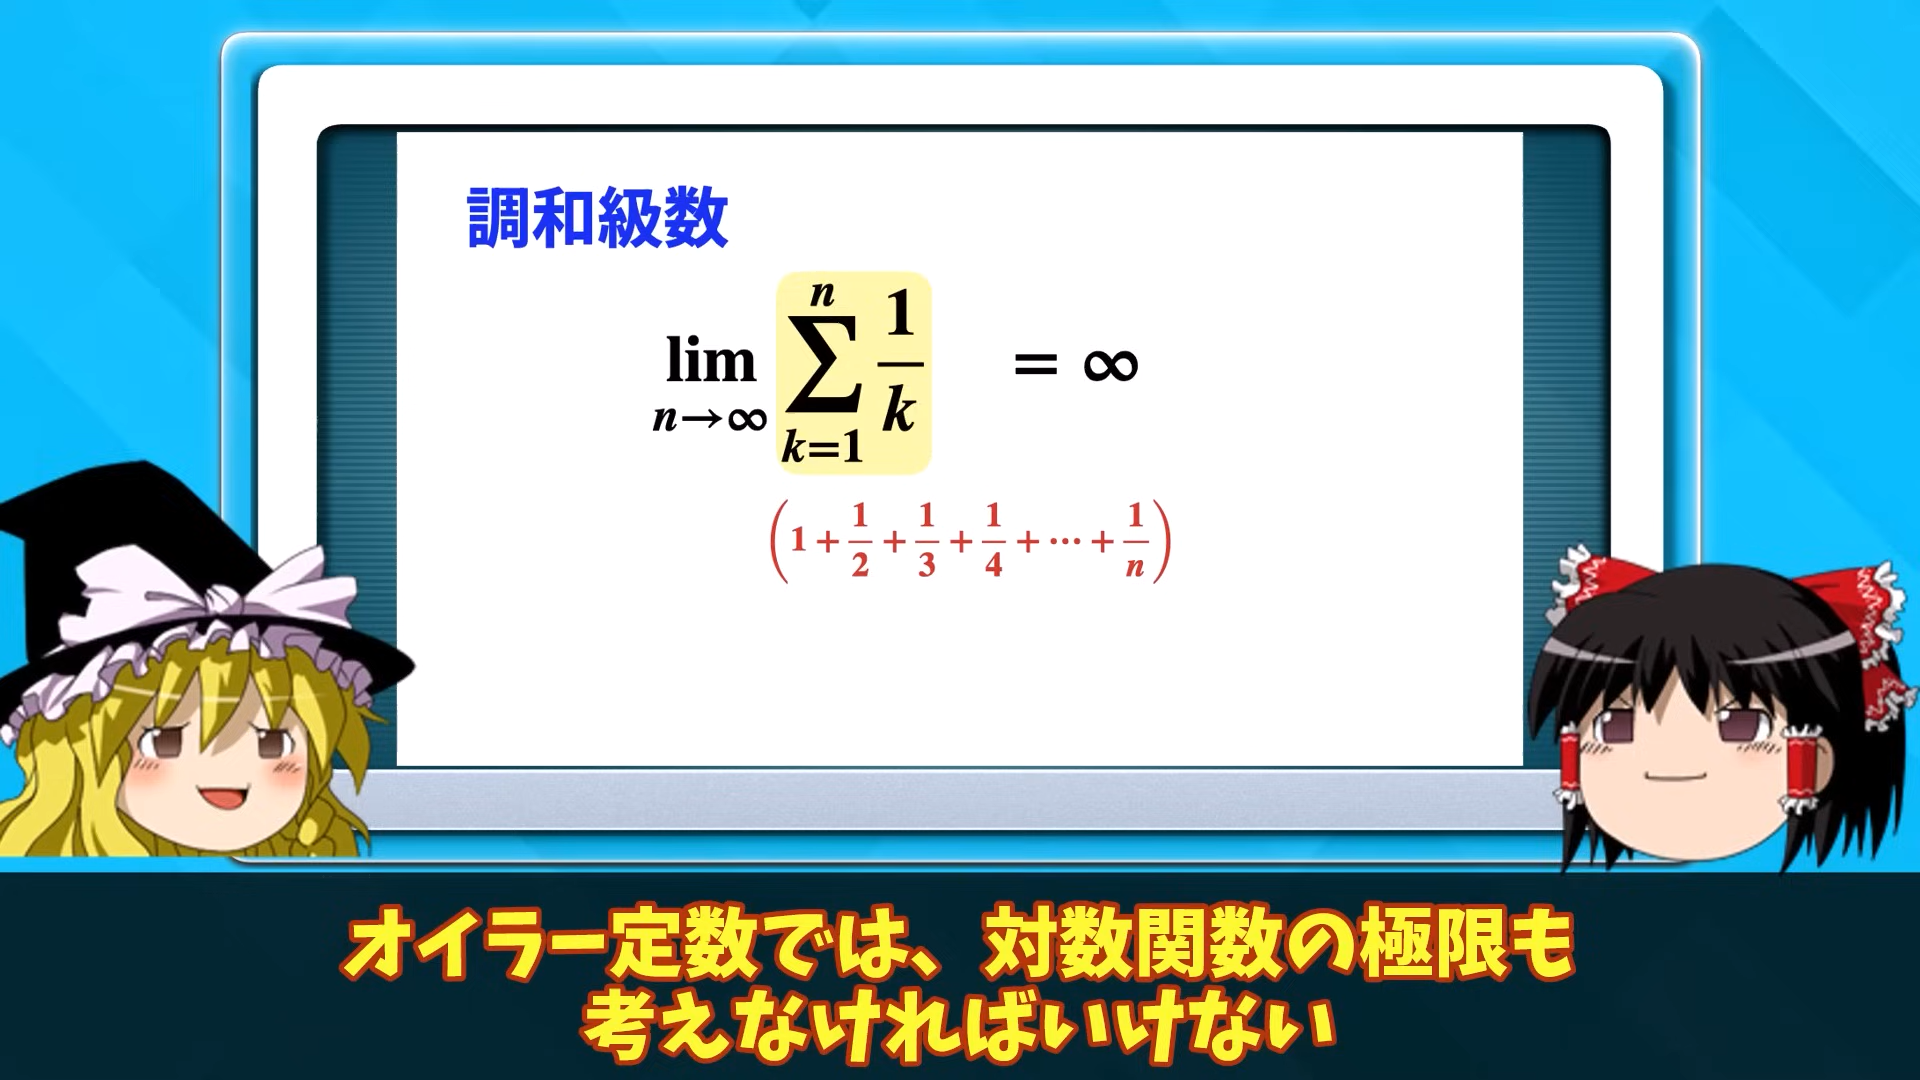 調和級数
lim n→∞ n ∑ k=1 1/k = ∞
(1 + 1/2 + 1/3 + 1/4 + ⋯ + 1/n)
オイラー定数では、対数関数の極限も
考えなければいけない